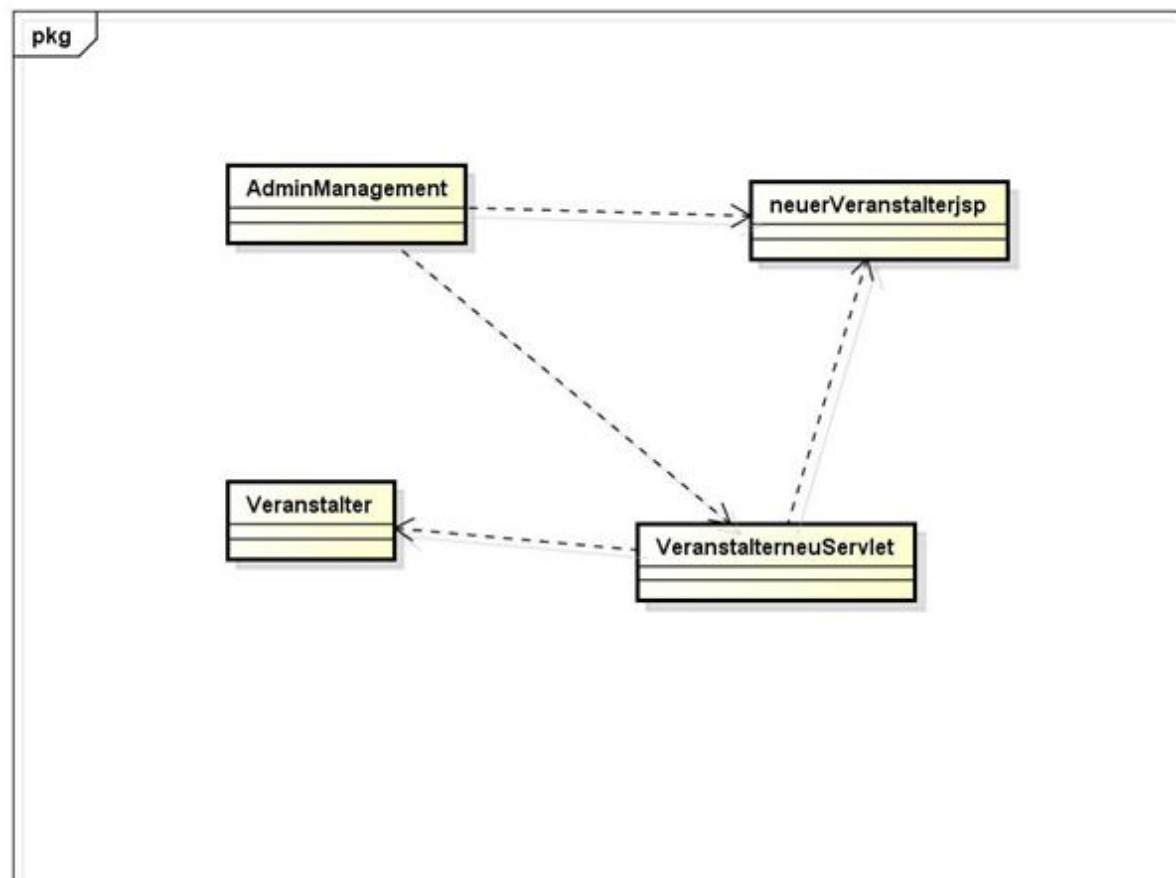 pkg
AdminManagement
neuerVeranstalterjsp
Veranstalter
VeranstalterneuServlet